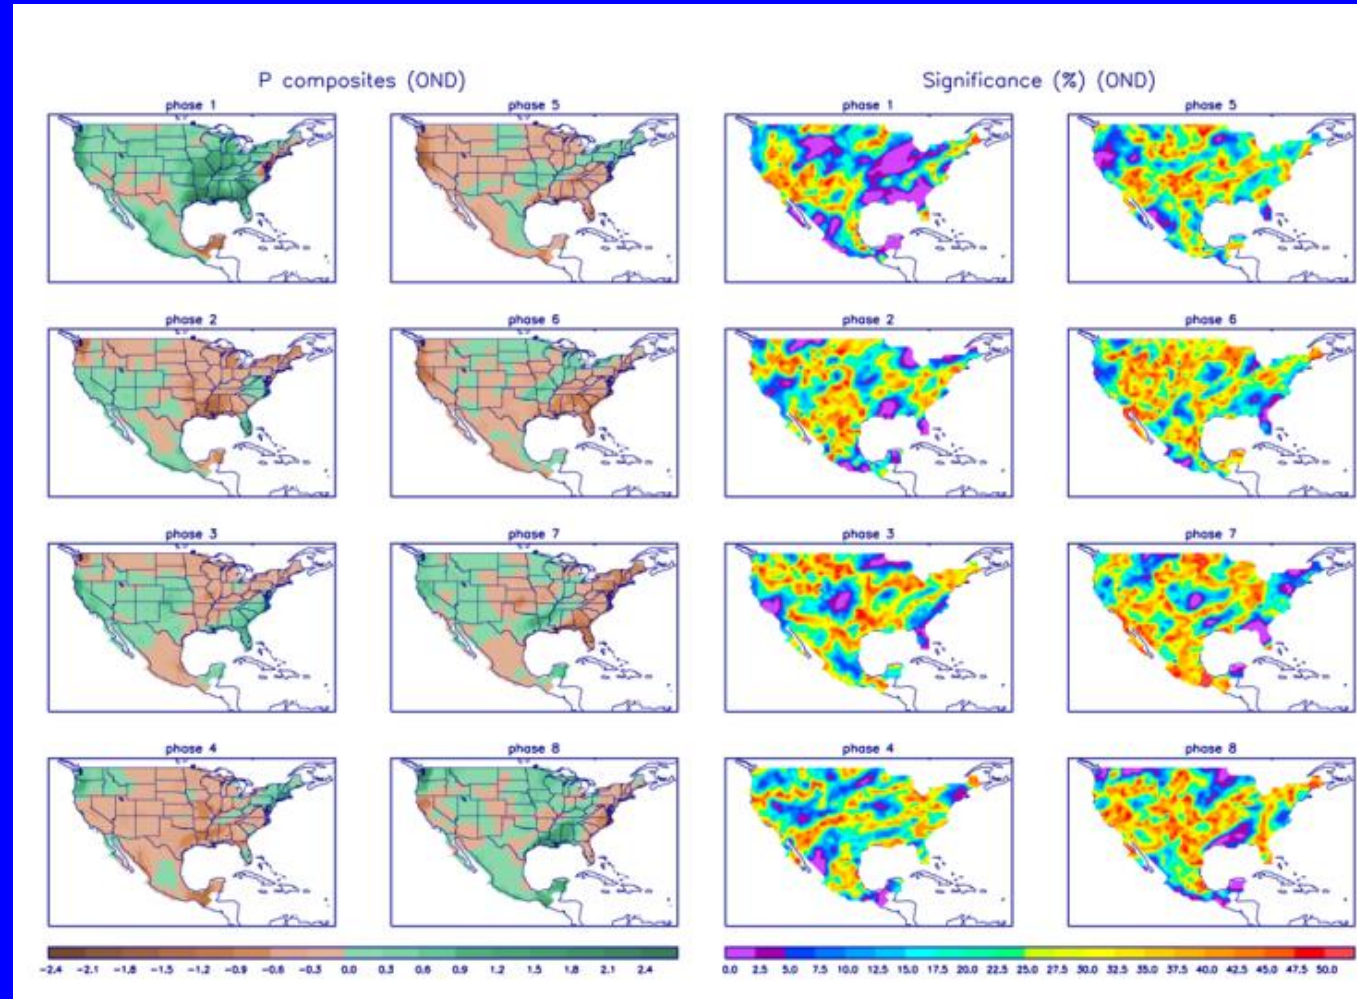 P composites (OND)
Significance (%) (OND)
phase 1
phase 5
phase 1
phase 5
phase 2
phase 6
phase 2
phase 6
phase 3
phase 7
phase 3
phase 7
phase 4
phase 8
phase 4
phase 8
−2.4 −2.1 −1.8 −1.5 −1.2 −0.9 −0.6 −0.3 0.0 0.3 0.6 0.9 1.2 1.5 1.8 2.1 2.4
0.0 2.5 5.0 7.5 10.0 12.5 15.0 17.5 20.0 22.5 25.0 27.5 30.0 32.5 35.0 37.5 40.0 42.5 45.0 47.5 50.0